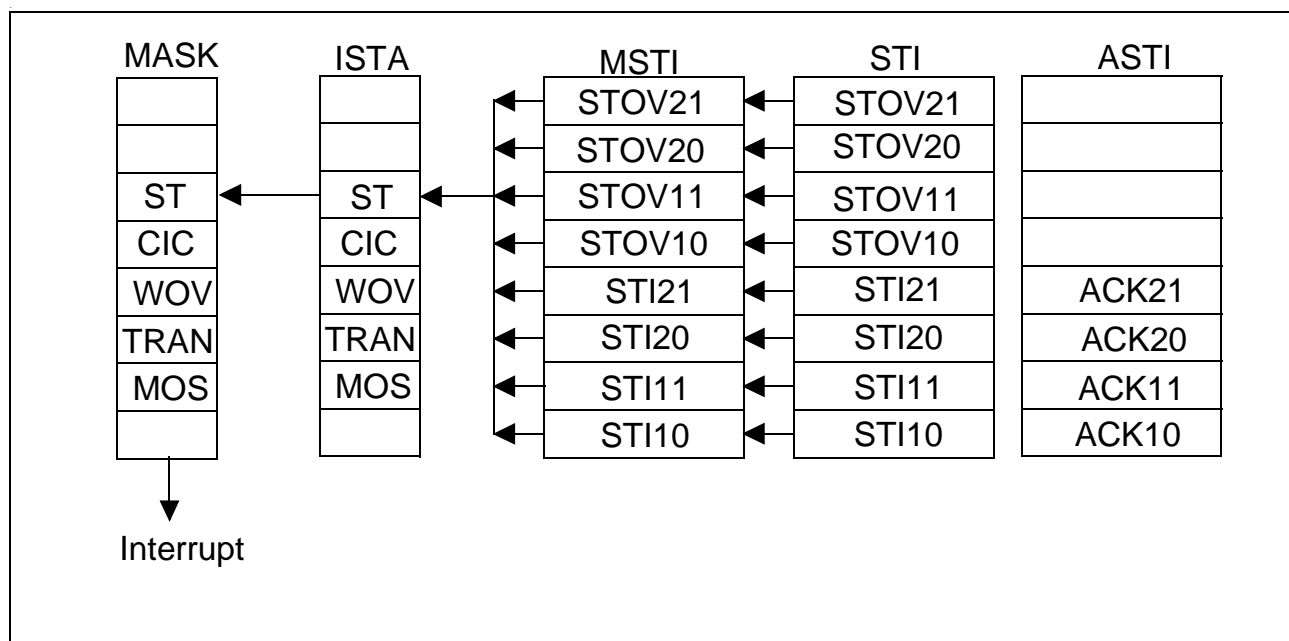 MASK ISTA MSTI STI ASTI
STOV21 STOV21
STOV20 STOV20
ST ST STOV11 STOV11
CIC CIC STOV10 STOV10
WOV WOV STI21 STI21 ACK21
TRAN TRAN STI20 STI20 ACK20
MOS MOS STI11 STI11 ACK11
STI10 STI10 ACK10
Interrupt